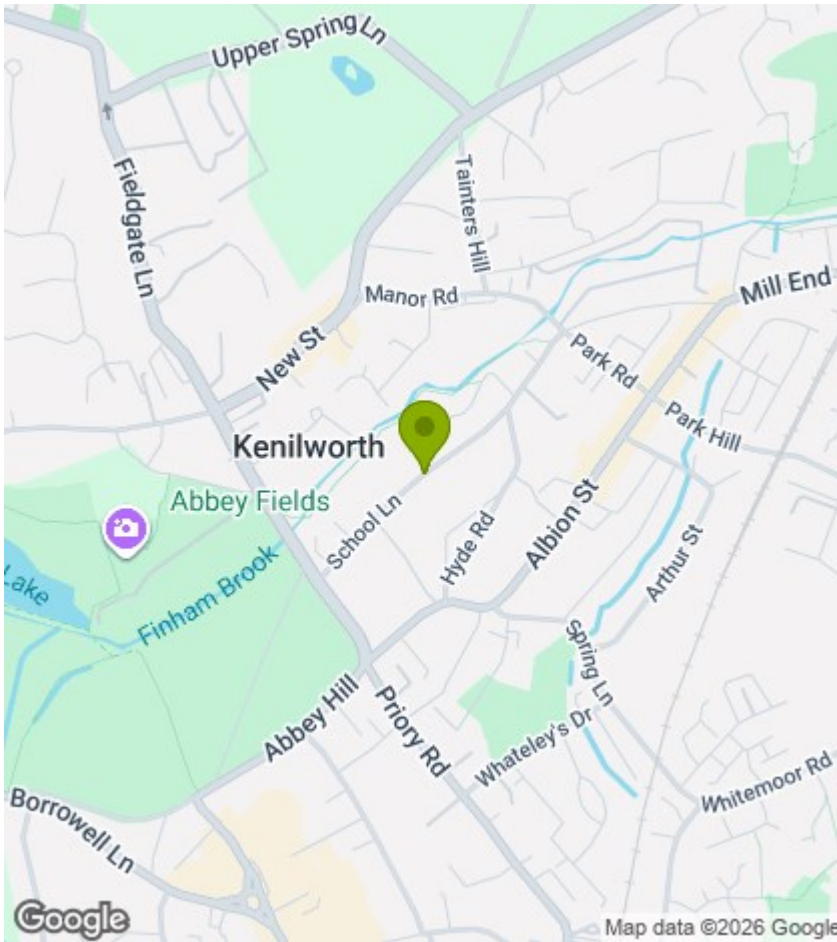 Upper Spring Ln
Fieldgate Ln
Tainters Hill
Manor Rd
Mill End
New St
Park Rd
Park Hill
Kenilworth
Abbey Fields
School Ln
Hyde Rd
Albion St
Arthur St
Lake
Finham Brook
Spring Ln
Abbey Hill
Priory Rd
Whateley's Dr
Whitemoor Rd
Borrowell Ln
Google
Map data ©2026 Google